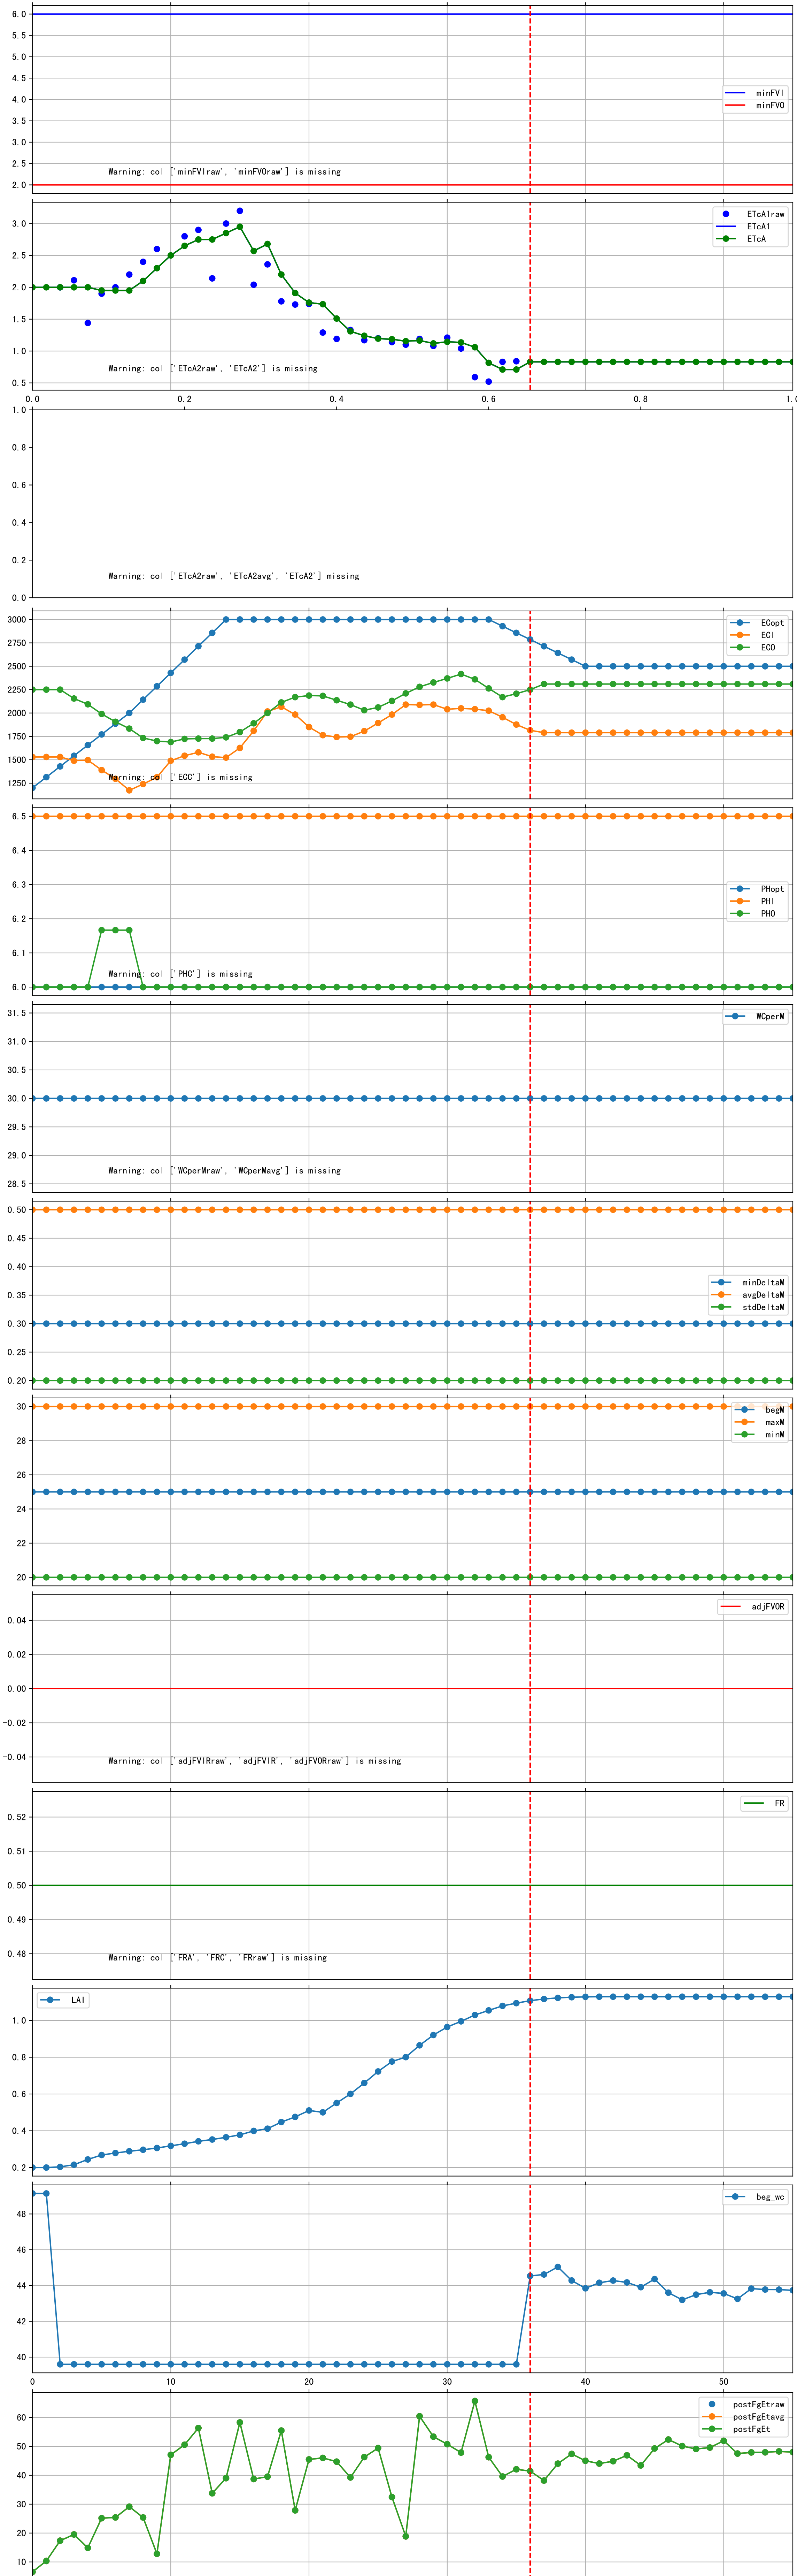 6.0
5.5
5.0
4.5
4.0
3.5
3.0
2.5
2.0
minFVI
minFVO
Warning: col ['minFVIraw', 'minFVOraw'] is missing
3.0
2.5
2.0
1.5
1.0
0.5
ETcA1raw
ETcA1
ETcA
Warning: col ['ETcA2raw', 'ETcA2'] is missing
0.0 0.2 0.4 0.6 0.8 1.0
1.0
0.8
0.6
0.4
0.2
0.0
Warning: col ['ETcA2raw', 'ETcA2avg', 'ETcA2'] missing
3000
2750
2500
2250
2000
1750
1500
1250
ECopt
ECI
ECO
Warning: col ['ECC'] is missing
6.5
6.4
6.3
6.2
6.1
6.0
PHopt
PHI
PHO
Warning: col ['PHC'] is missing
31.5
31.0
30.5
30.0
29.5
29.0
28.5
WCperM
Warning: col ['WCperMraw', 'WCperMavg'] is missing
0.50
0.45
0.40
0.35
0.30
0.25
0.20
minDeltaM
avgDeltaM
stdDeltaM
30
28
26
24
22
20
begM
maxM
minM
0.04
0.02
0.00
-0.02
-0.04
adjFVOR
Warning: col ['adjFVIRraw', 'adjFVIR', 'adjFVORraw'] is missing
0.52
0.51
0.50
0.49
0.48
FR
Warning: col ['FRA', 'FRC', 'FRraw'] is missing
1.0
0.8
0.6
0.4
0.2
LAI
48
46
44
42
40
beg_wc
0 10 20 30 40 50
60
50
40
30
20
10
postFgEtraw
postFgEtavg
postFgEt